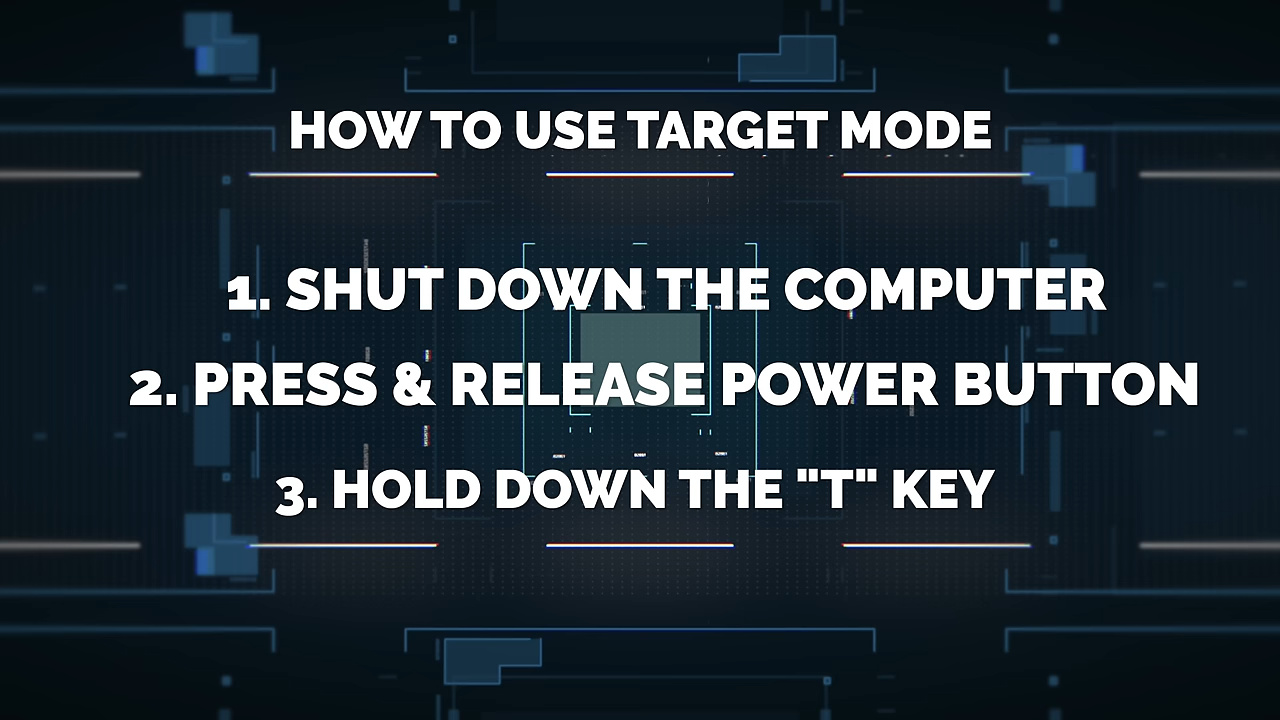 HOW TO USE TARGET MODE
1. SHUT DOWN THE COMPUTER
2. PRESS & RELEASE POWER BUTTON
3. HOLD DOWN THE "T" KEY